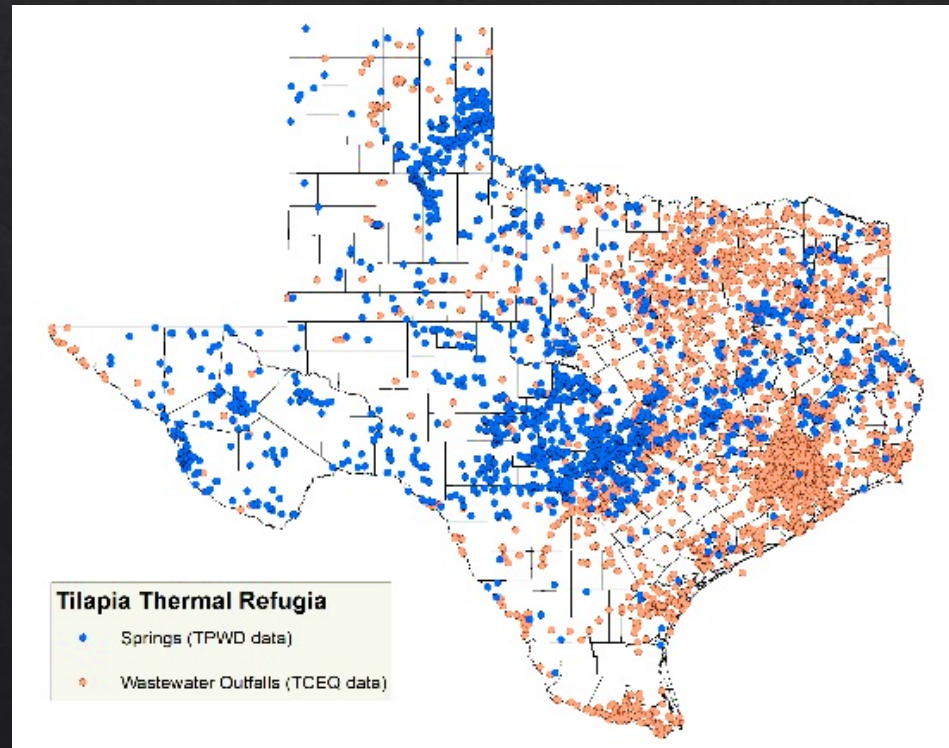 Tilapia Thermal Refugia
Springs (TPWD data)
Wastewater Outfalls (TCEQ data)